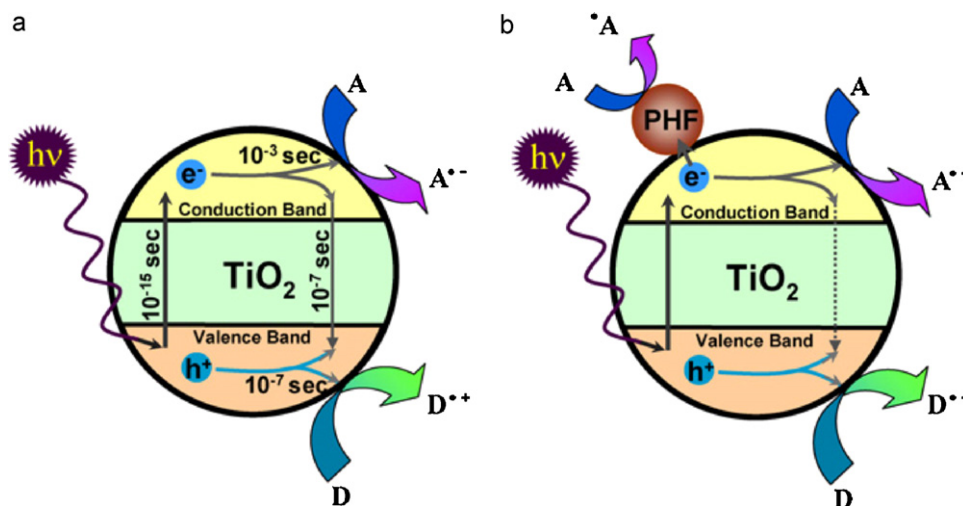 a
hν
A
10⁻³ sec
e⁻
A•⁻
Conduction Band
10⁻¹⁵ sec
TiO₂
10⁻⁷ sec
Valence Band
h⁺
10⁻⁷ sec
D•⁺
D
b
•A
A
PHF
hν
A
e⁻
A•⁻
Conduction Band
TiO₂
Valence Band
h⁺
D•⁺
D